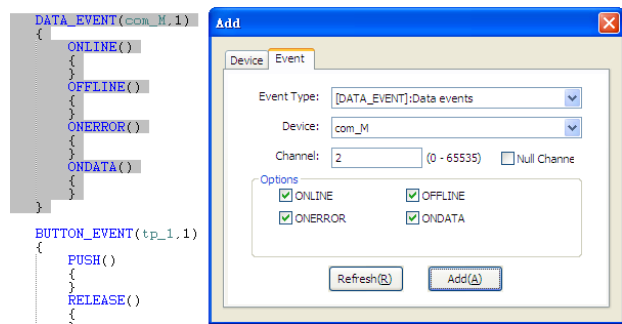 DATA_EVENT(com_M,1)
{
ONLINE()
{
}
OFFLINE()
{
}
ONERROR()
{
}
ONDATA()
{
}
}
BUTTON_EVENT(tp_1,1)
{
PUSH()
{
}
RELEASE()
{
Add
Device Event
Event Type: [DATA_EVENT]:Data events
Device: com_M
Channel: 2 (0 - 65535) Null Channe
Options
ONLINE OFFLINE
ONERROR ONDATA
Refresh(R) Add(A)